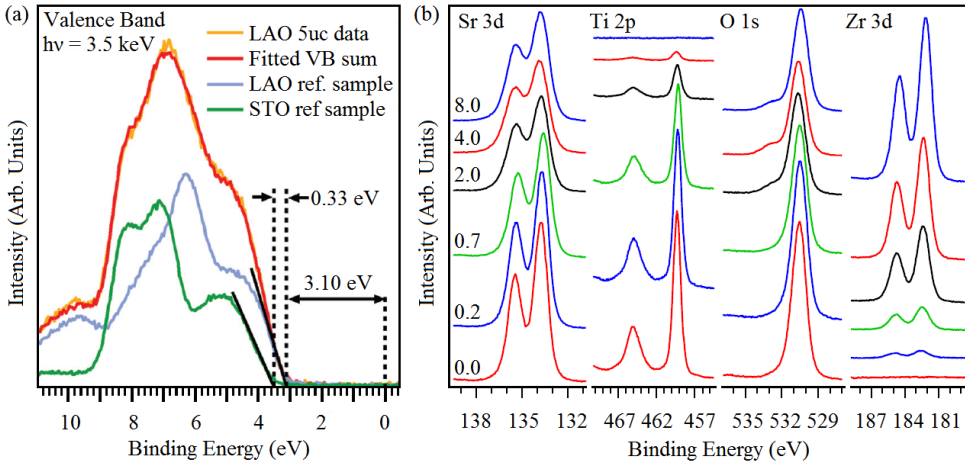 (a)
Valence Band
hν = 3.5 keV
LAO 5uc data
Fitted VB sum
LAO ref. sample
STO ref sample
0.33 eV
3.10 eV
Intensity (Arb. Units)
10 8 6 4 2 0
Binding Energy (eV)
(b)
Sr 3d Ti 2p O 1s Zr 3d
8.0
4.0
2.0
0.7
0.2
0.0
Intensity (Arb. Units)
138 135 132 467 462 457 535 532 529 187 184 181
Binding Energy (eV)